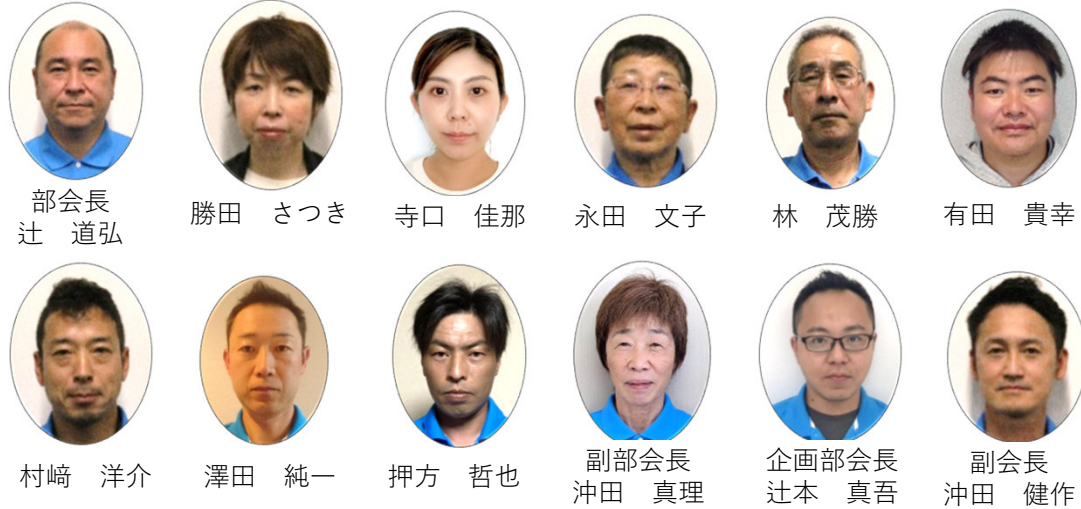 部会長
辻　道弘
勝田　さつき
寺口　佳那
永田　文子
林　茂勝
有田　貴幸
村﨑　洋介
澤田　純一
押方　哲也
副部会長
沖田　真理
企画部会長
辻本　真吾
副会長
沖田　健作